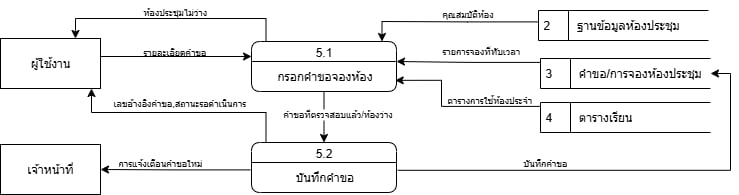 ห้องประชุมไม่ว่าง
คุณสมบัติห้อง
2 ฐานข้อมูลห้องประชุม
ผู้ใช้งาน
รายละเอียดคำขอ
5.1
กรอกคำขอจองห้อง
รายการจองที่ทับเวลา
3 คำขอ/การจองห้องประชุม
ตารางการใช้ห้องประจำ
เลขอ้างอิงคำขอ,สถานะรอดำเนินการ
คำขอที่ตรวจสอบแล้ว/ห้องว่าง
4 ตารางเรียน
5.2
บันทึกคำขอ
เจ้าหน้าที่
การแจ้งเตือนคำขอใหม่
บันทึกคำขอ